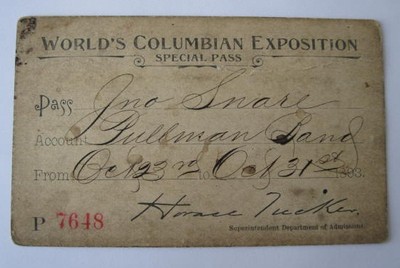 WORLD'S COLUMBIAN EXPOSITION
SPECIAL PASS
Pass Jno Snare
Account Pullman Band
From Oct 23rd to Oct 31st 1893.
Horace Tucker.
P 7648 Superintendent Department of Admissions.